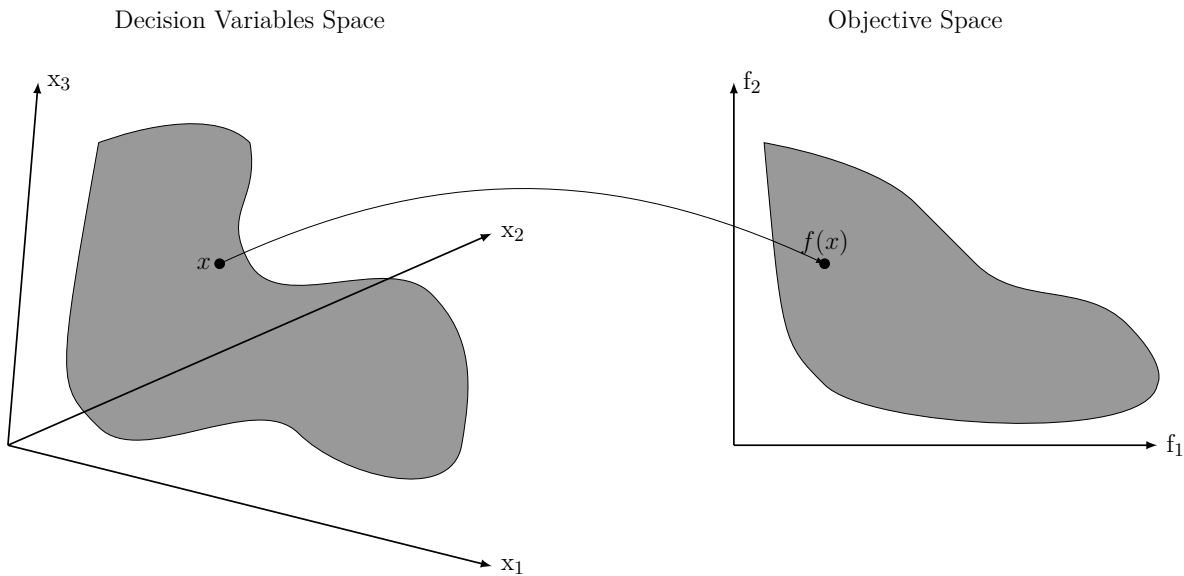 Decision Variables Space
Objective Space
x₃
f₂
x₂
f(x)
x
f₁
x₁